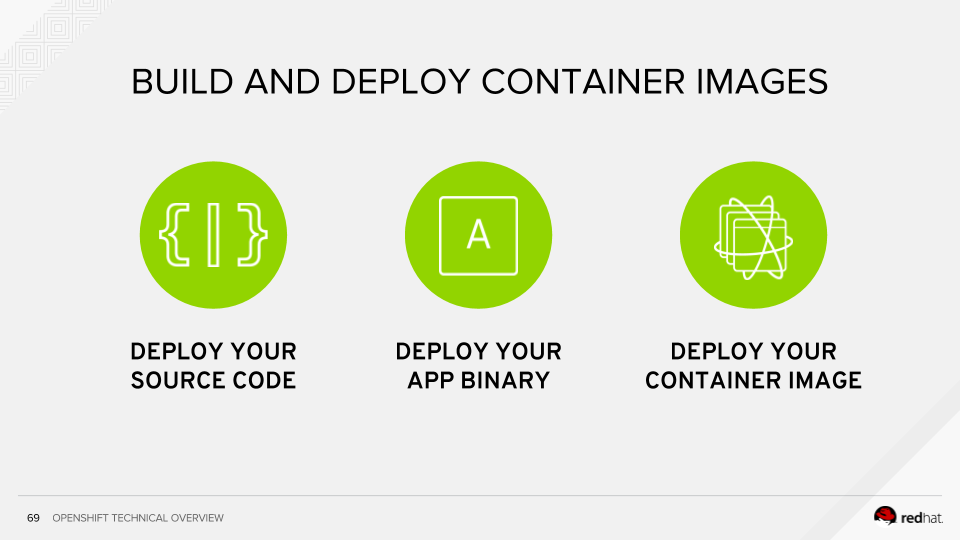 BUILD AND DEPLOY CONTAINER IMAGES
{|}
A
DEPLOY YOUR
SOURCE CODE
DEPLOY YOUR
APP BINARY
DEPLOY YOUR
CONTAINER IMAGE
69 OPENSHIFT TECHNICAL OVERVIEW
redhat.